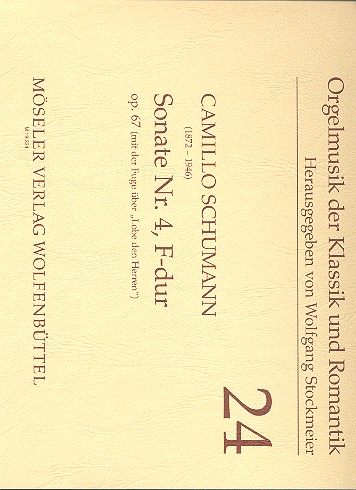 Orgelmusik der Klassik und Romantik
Herausgegeben von Wolfgang Stockmeier
24
CAMILLO SCHUMANN
(1872 – 1946)
Sonate Nr. 4, F-dur
op. 67 (mit der Fuge über „Lobe den Herren“)
MÖSELER VERLAG WOLFENBÜTTEL